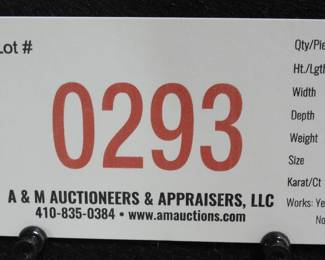 Lot #
0293
A & M AUCTIONEERS & APPRAISERS, LLC
410-835-0384 • www.amauctions.com
Qty/Pie
Ht./Lgth
Width
Depth
Weight
Size
Karat/Ct
Works: Ye
No